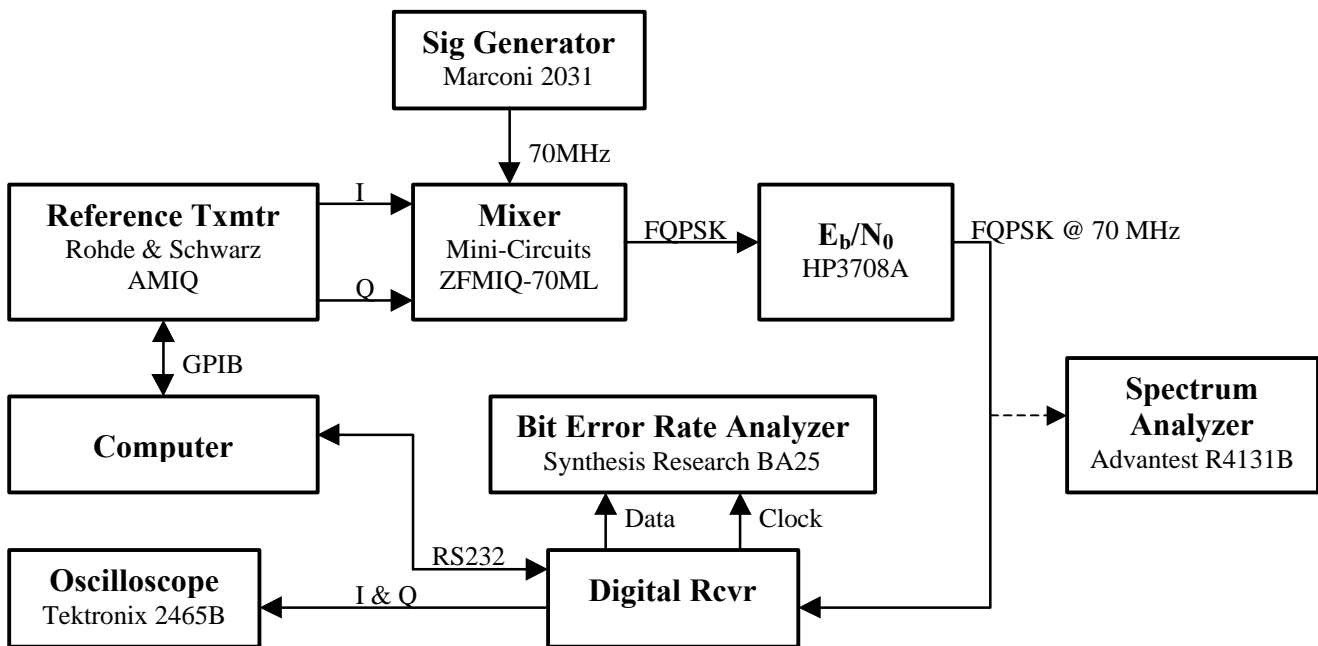 Sig Generator
Marconi 2031
70MHz
I
Reference Txmtr
Rohde & Schwarz
AMIQ
Q
Mixer
Mini-Circuits
ZFMIQ-70ML
FQPSK
E_b/N_0
HP3708A
FQPSK @ 70 MHz
GPIB
Computer
Bit Error Rate Analyzer
Synthesis Research BA25
Spectrum
Analyzer
Advantest R4131B
Data
Clock
RS232
Oscilloscope
Tektronix 2465B
I & Q
Digital Rcvr